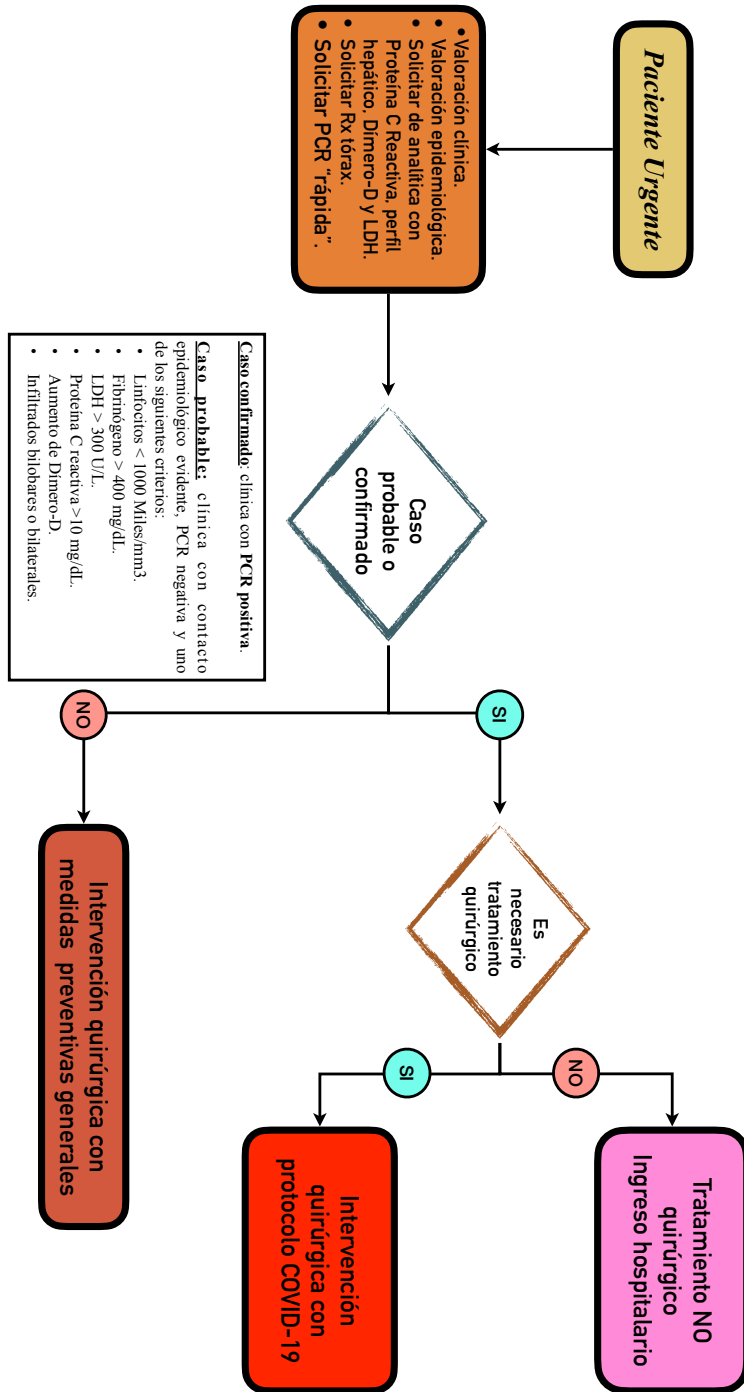 Paciente Urgente
• Valoración clínica.
• Valoración epidemiológica.
• Solicitar de analítica con
Proteína C Reactiva, perfil
hepático, Dímero-D y LDH.
• Solicitar Rx tórax.
• Solicitar PCR “rápida”.
Caso
probable o
confirmado
Caso confirmado: clínica con PCR positiva.
Caso probable: clínica con contacto
epidemiológico evidente, PCR negativa y uno
de los siguientes criterios:
• Linfocitos < 1000 Miles/mm3.
• Fibrinógeno > 400 mg/dL.
• LDH > 300 U/L.
• Proteína C reactiva >10 mg/dL.
• Aumento de Dimero-D.
• Infiltrados bilobares o bilaterales.
SI
NO
Es
necesario
tratamiento
quirúrgico
NO
SI
Tratamiento NO
quirúrgico
Ingreso hospitalario
Intervención
quirúrgica con
protocolo COVID-19
Intervención quirúrgica con
medidas preventivas generales